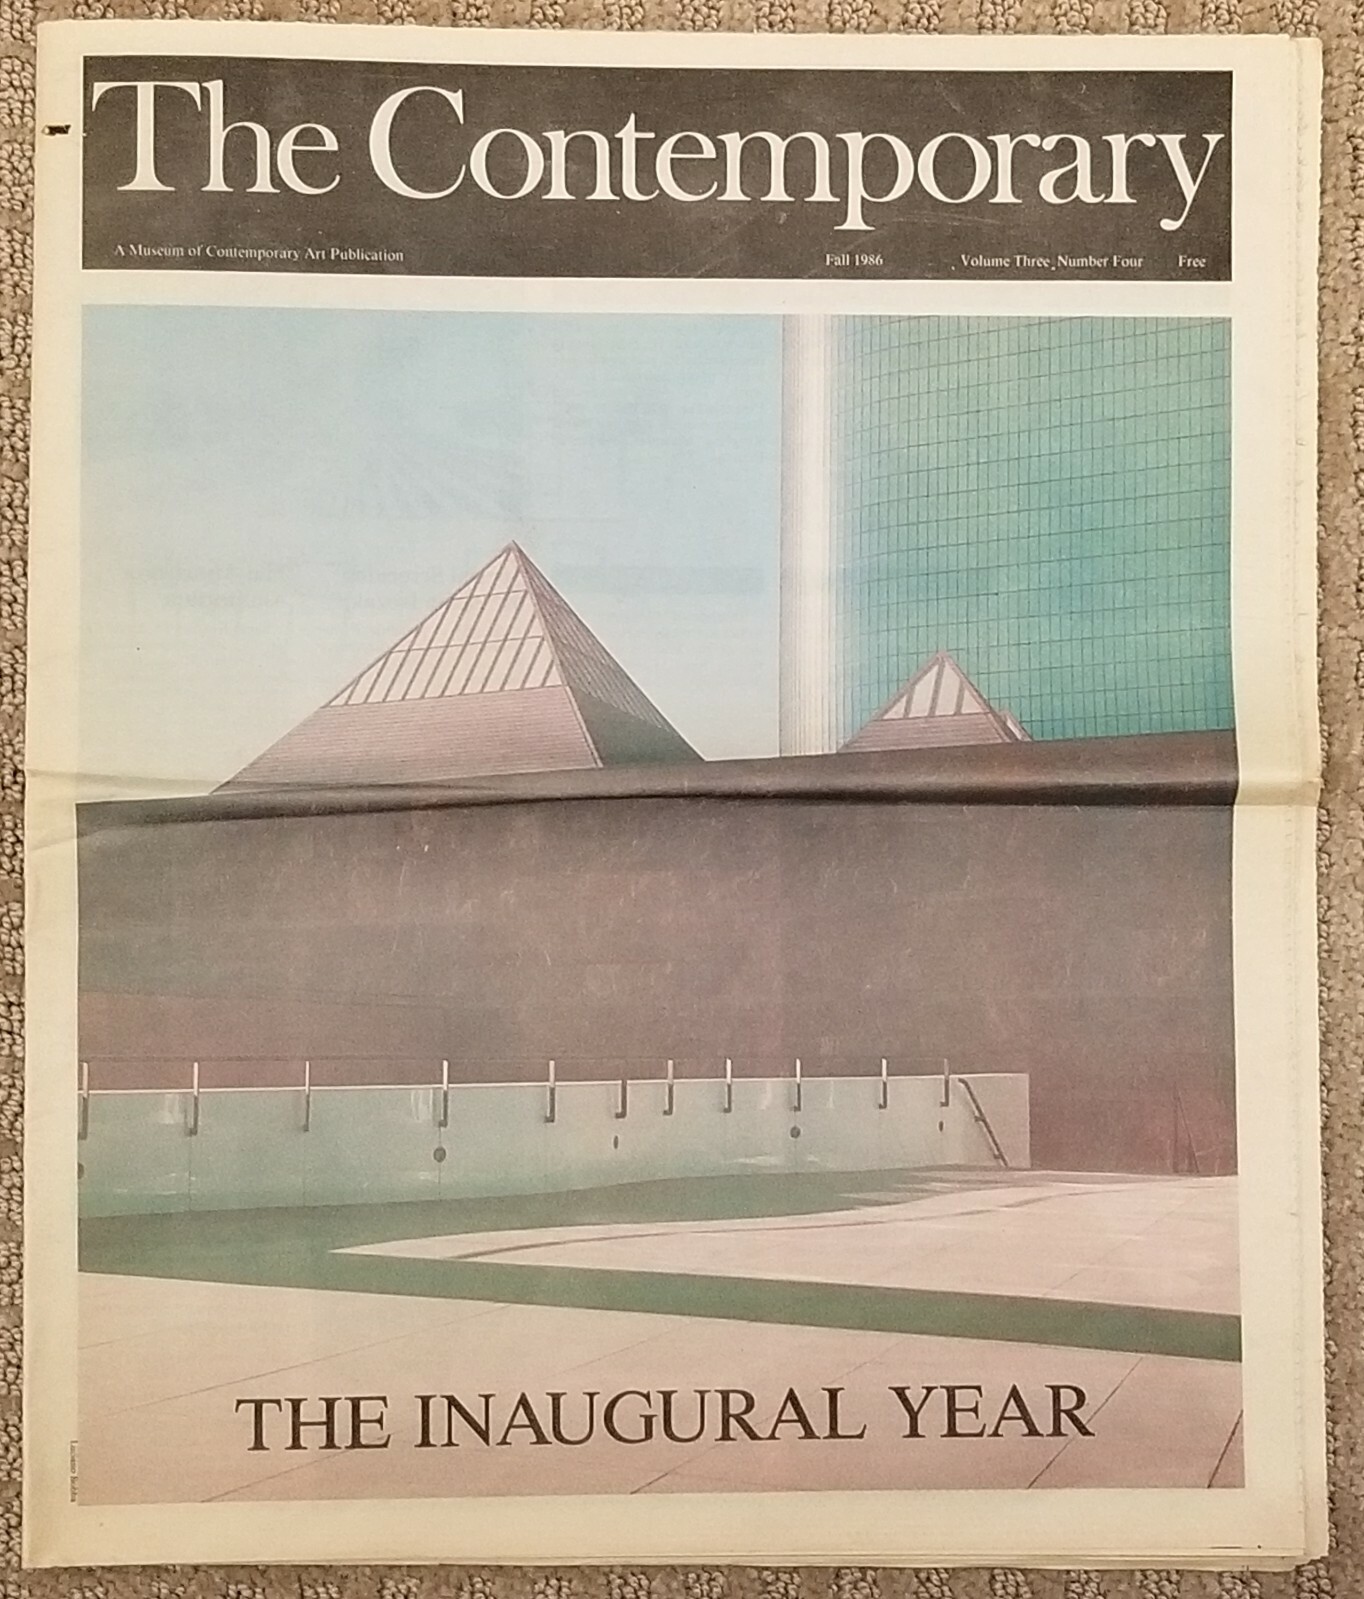 The Contemporary
A Museum of Contemporary Art Publication Fall 1986 Volume Three, Number Four Free
THE INAUGURAL YEAR